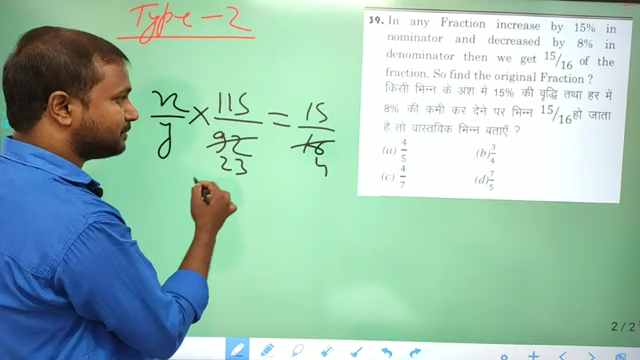 Type-2
x/y × 115/92 = 15/16
23 4
39. In any Fraction increase by 15% in
nominator and decreased by 8% in
denominator then we get 15/16 of the
fraction. So find the original Fraction ?
किसी भिन्न के अंश में 15% की वृद्धि तथा हर में
8% की कमी कर देने पर भिन्न 15/16 हो जाता
है तो वास्तविक भिन्न बताएँ ?
(a) 4/5 (b) 3/4
(c) 4/7 (d) 7/5
2/2